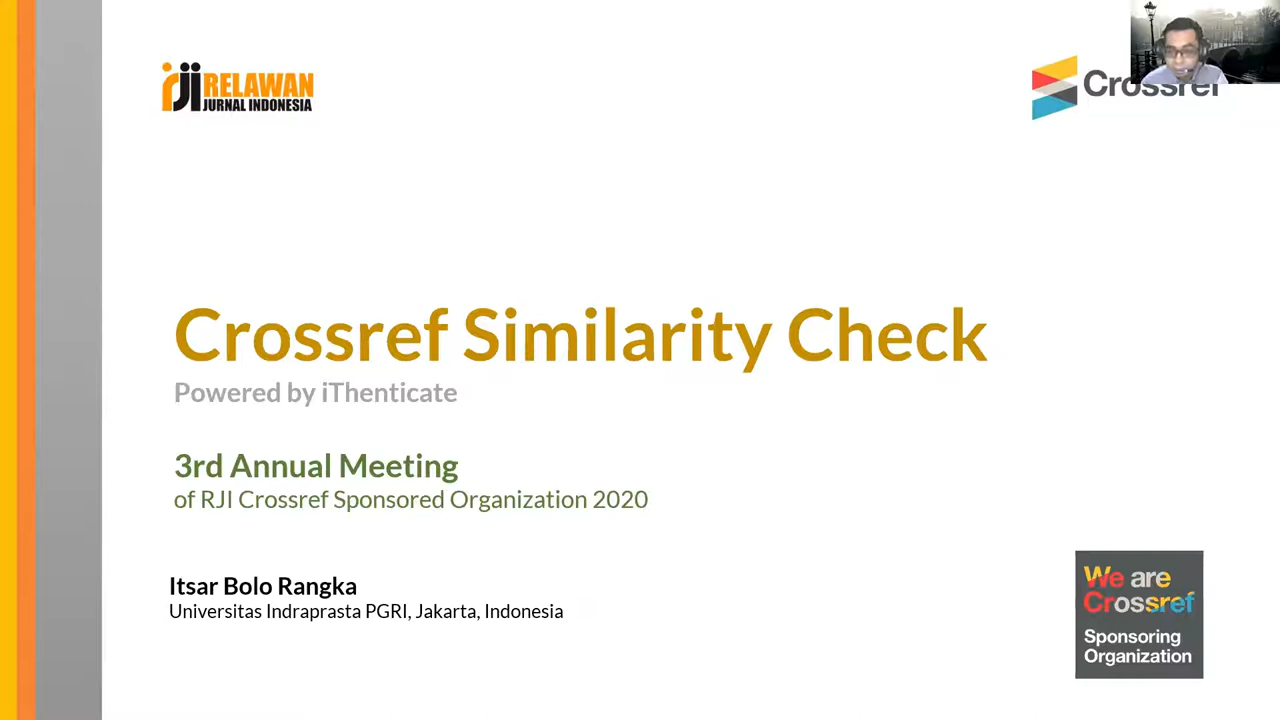 rji RELAWAN
JURNAL INDONESIA
Crossref
Crossref Similarity Check
Powered by iThenticate
3rd Annual Meeting
of RJI Crossref Sponsored Organization 2020
Itsar Bolo Rangka
Universitas Indraprasta PGRI, Jakarta, Indonesia
We are
Crossref
Sponsoring
Organization